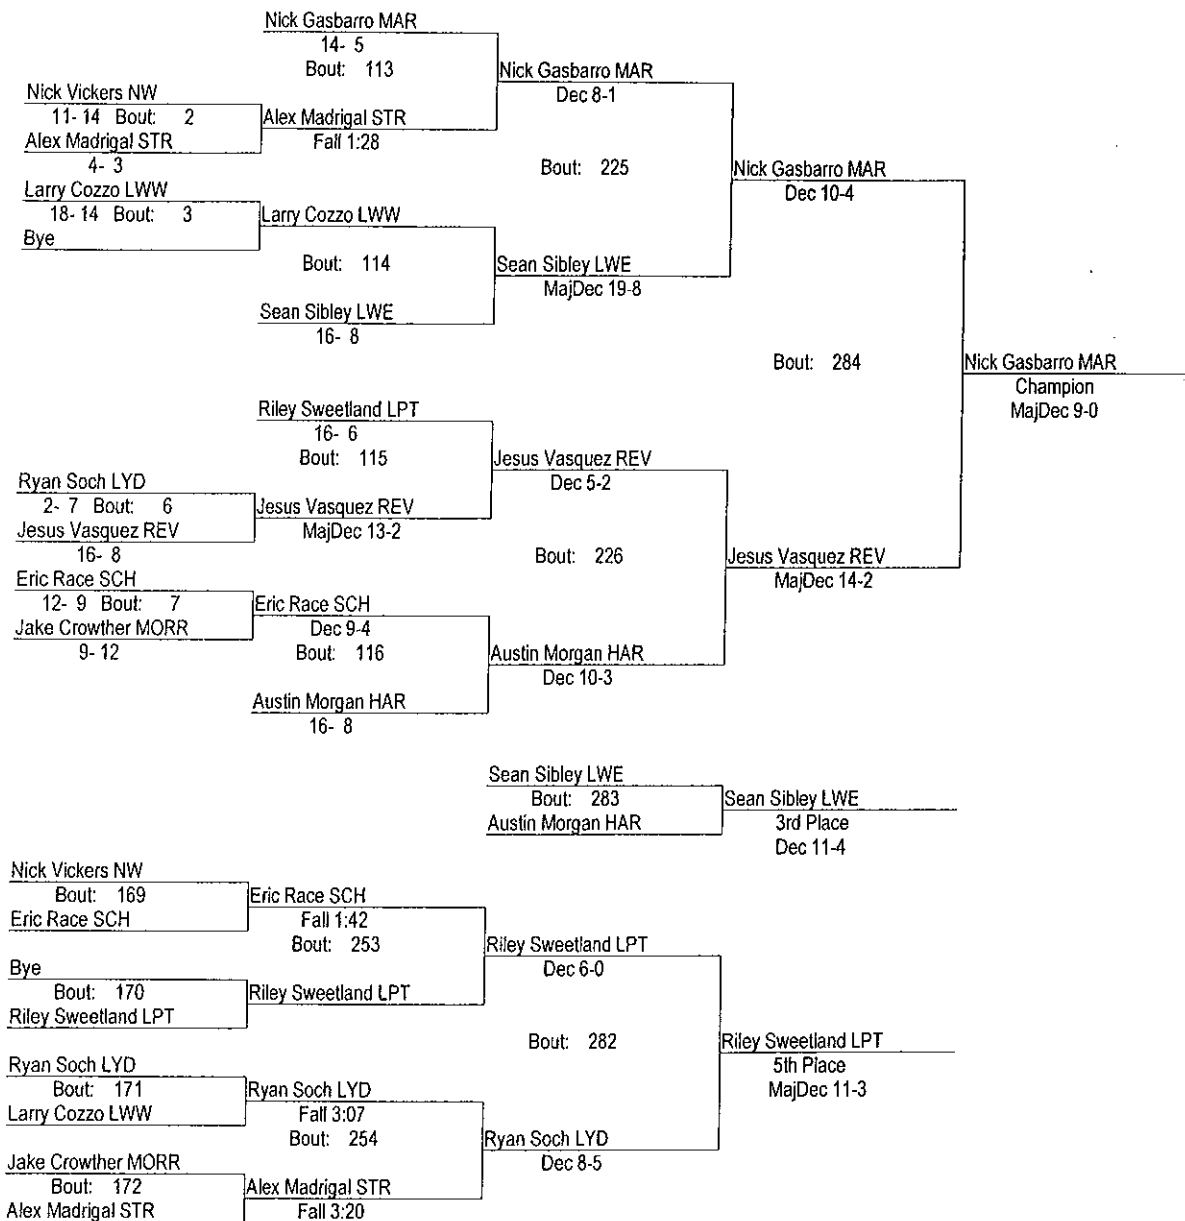 Nick Gasbarro MAR
14- 5
Bout: 113
Nick Gasbarro MAR
Dec 8-1
Nick Vickers NW
11- 14 Bout: 2
Alex Madrigal STR
Alex Madrigal STR
Fall 1:28
4- 3
Bout: 225
Nick Gasbarro MAR
Dec 10-4
Larry Cozzo LWW
18- 14 Bout: 3
Larry Cozzo LWW
Bye
Bout: 114
Sean Sibley LWE
MajDec 19-8
Sean Sibley LWE
16- 8
Bout: 284
Nick Gasbarro MAR
Champion
MajDec 9-0
Riley Sweetland LPT
16- 6
Bout: 115
Jesus Vasquez REV
Dec 5-2
Ryan Soch LYD
2- 7 Bout: 6
Jesus Vasquez REV
Jesus Vasquez REV
MajDec 13-2
16- 8
Bout: 226
Jesus Vasquez REV
MajDec 14-2
Eric Race SCH
12- 9 Bout: 7
Eric Race SCH
Jake Crowther MORR
Dec 9-4
9- 12
Bout: 116
Austin Morgan HAR
Dec 10-3
Austin Morgan HAR
16- 8
Sean Sibley LWE
Bout: 283
Sean Sibley LWE
Austin Morgan HAR
3rd Place
Dec 11-4
Nick Vickers NW
Bout: 169
Eric Race SCH
Eric Race SCH
Fall 1:42
Bout: 253
Riley Sweetland LPT
Dec 6-0
Bye
Bout: 170
Riley Sweetland LPT
Riley Sweetland LPT
Bout: 282
Riley Sweetland LPT
5th Place
MajDec 11-3
Ryan Soch LYD
Bout: 171
Ryan Soch LYD
Larry Cozzo LWW
Fall 3:07
Bout: 254
Ryan Soch LYD
Dec 8-5
Jake Crowther MORR
Bout: 172
Alex Madrigal STR
Alex Madrigal STR
Fall 3:20